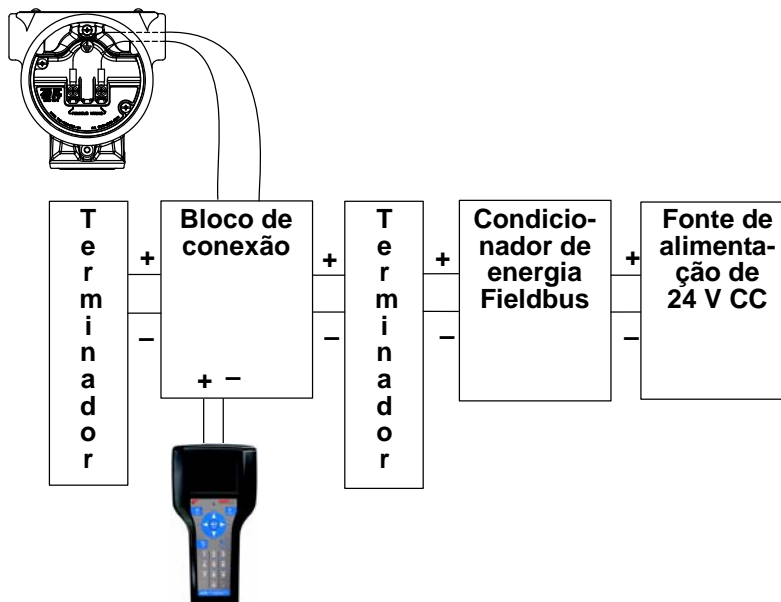 Terminador
+
–
Bloco de
conexão
+ –
+
–
Terminador
+
–
Condicio-
nador de
energia
Fieldbus
+
–
Fonte de
alimenta-
ção de
24 V CC